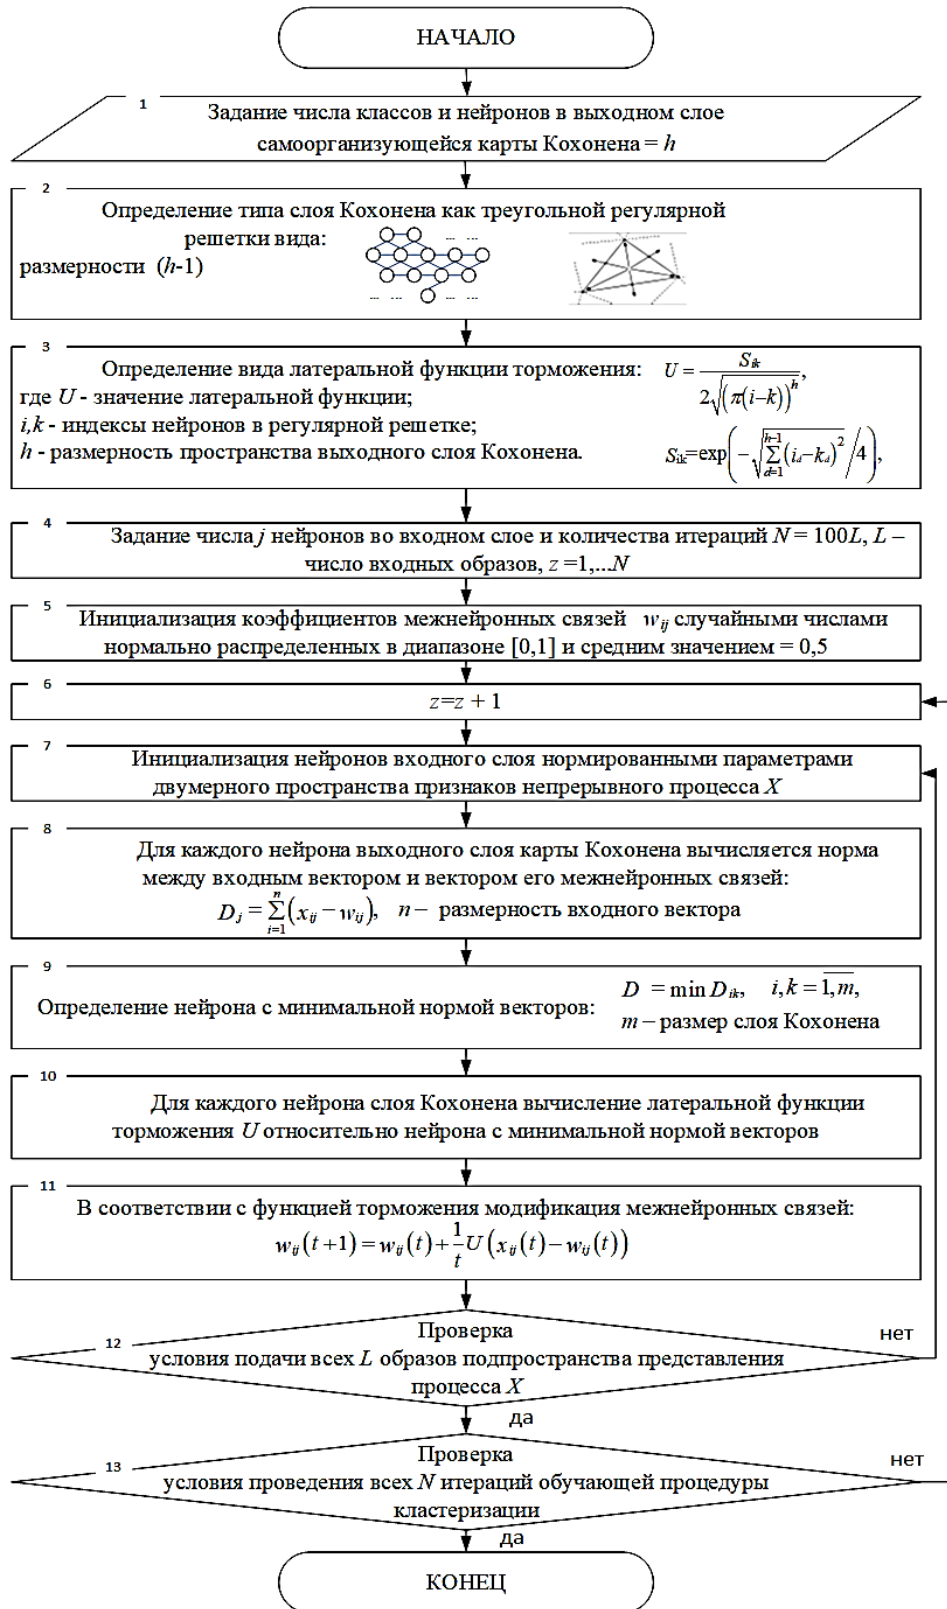 НАЧАЛО
1
Задание числа классов и нейронов в выходном слое
самоорганизующейся карты Кохонена = h
2
Определение типа слоя Кохонена как треугольной регулярной
решетки вида:
размерности (h-1)
3
Определение вида латеральной функции торможения: U = S_ik / (2√((π(i−k))^h)),
где U - значение латеральной функции;
i,k - индексы нейронов в регулярной решетке;
h - размерность пространства выходного слоя Кохонена. S_ik=exp(−√(∑_{d=1}^{h−1}(i_d−k_d)^2)/4),
4
Задание числа j нейронов во входном слое и количества итераций N = 100L, L –
число входных образов, z =1,...N
5
Инициализация коэффициентов межнейронных связей w_ij случайными числами
нормально распределенных в диапазоне [0,1] и средним значением = 0,5
6
z=z + 1
7
Инициализация нейронов входного слоя нормированными параметрами
двумерного пространства признаков непрерывного процесса X
8
Для каждого нейрона выходного слоя карты Кохонена вычисляется норма
между входным вектором и вектором его межнейронных связей:
D_j = ∑_{i=1}^{n}(x_ij − w_ij), n – размерность входного вектора
9
Определение нейрона с минимальной нормой векторов: D = min D_ik, i,k = 1,m,
m – размер слоя Кохонена
10
Для каждого нейрона слоя Кохонена вычисление латеральной функции
торможения U относительно нейрона с минимальной нормой векторов
11
В соответствии с функцией торможения модификация межнейронных связей:
w_ij(t+1) = w_ij(t) + 1/t U(x_ij(t) − w_ij(t))
12
Проверка
условия подачи всех L образов подпространства представления
процесса X
нет
да
13
Проверка
условия проведения всех N итераций обучающей процедуры
кластеризации
нет
да
КОНЕЦ